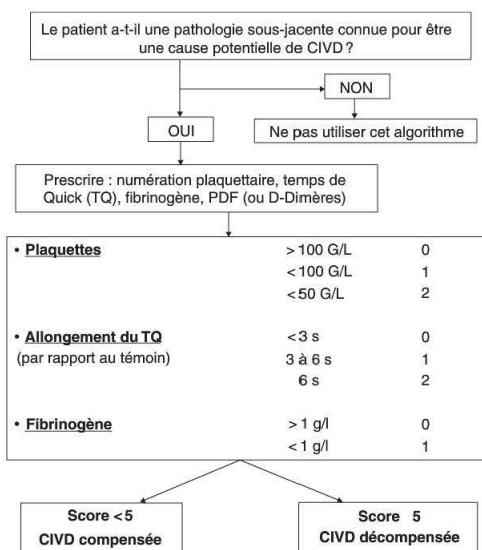 Le patient a-t-il une pathologie sous-jacente connue pour être
une cause potentielle de CIVD ?
NON
OUI
Ne pas utiliser cet algorithme
Prescrire : numération plaquettaire, temps de
Quick (TQ), fibrinogène, PDF (ou D-Dimères)
• Plaquettes > 100 G/L 0
< 100 G/L 1
< 50 G/L 2
• Allongement du TQ < 3 s 0
(par rapport au témoin) 3 à 6 s 1
6 s 2
• Fibrinogène > 1 g/l 0
< 1 g/l 1
Score < 5
CIVD compensée
Score 5
CIVD décompensée